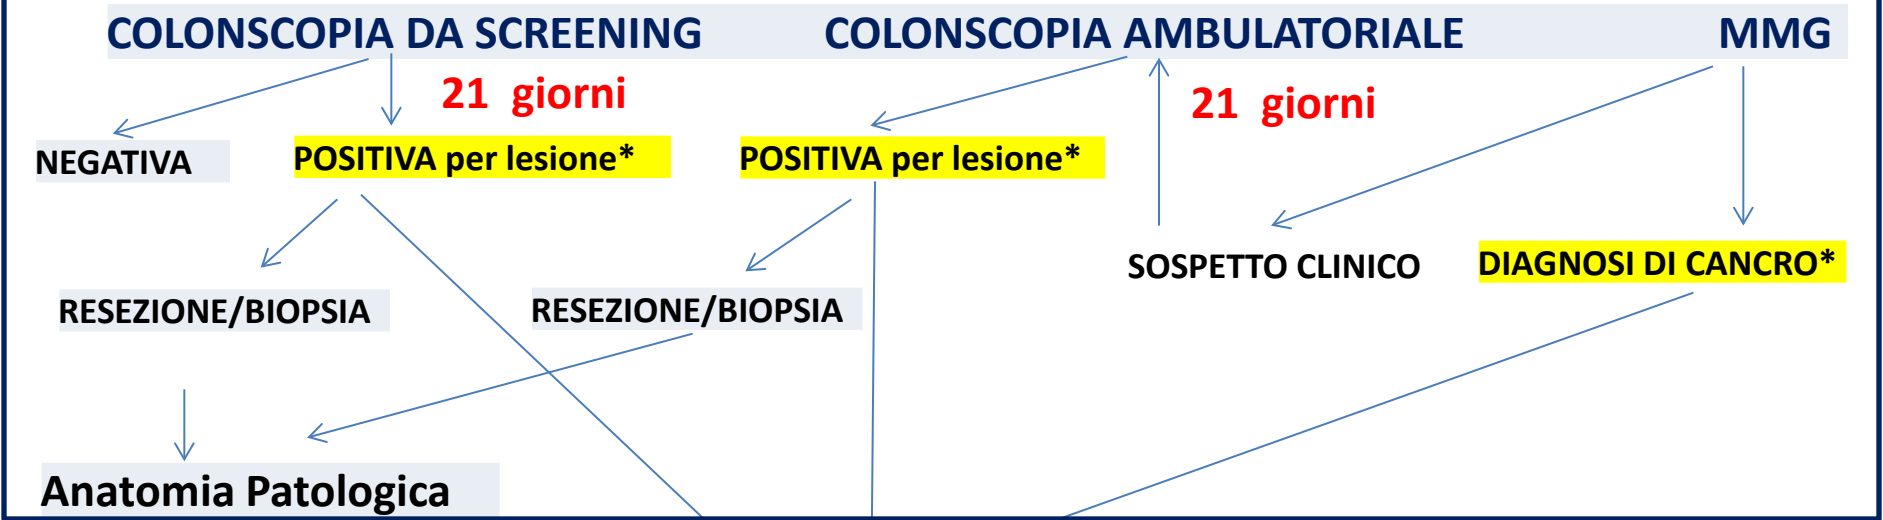 COLONSCOPIA DA SCREENING COLONSCOPIA AMBULATORIALE MMG
21 giorni 21 giorni
NEGATIVA POSITIVA per lesione* POSITIVA per lesione*
SOSPETTO CLINICO DIAGNOSI DI CANCRO*
RESEZIONE/BIOPSIA RESEZIONE/BIOPSIA
Anatomia Patologica